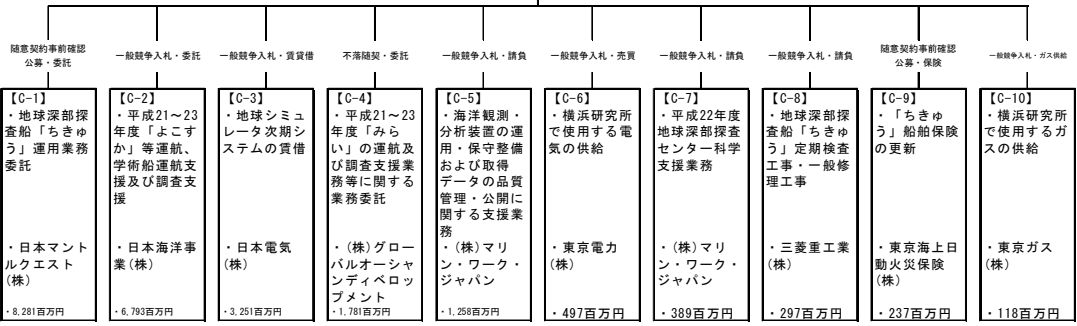 随意契約事前確認
公募・委託
一般競争入札・委託
一般競争入札・賃貸借
不落随契・委託
一般競争入札・請負
一般競争入札・売買
一般競争入札・請負
一般競争入札・請負
随意契約事前確認
公募・保険
一般競争入札・ガス供給
【C-1】
・地球深部探
査船「ちきゅ
う」運用業務
委託
・日本マント
ルクエスト
(株)
・8,281百万円
【C-2】
・平成21～23
年度「よこす
か」等運航、
学術船運航支
援及び調査支
援
・日本海洋事
業(株)
・6,793百万円
【C-3】
・地球シミュ
レータ次期シ
ステムの賃借
・日本電気
(株)
・3,251百万円
【C-4】
・平成21～23
年度「みら
い」の運航及
び調査支援業
務等に関する
業務委託
・(株)グロー
バルオーシャ
ンディベロッ
プメント
・1,781百万円
【C-5】
・海洋観測・
分析装置の運
用・保守整備
および取得
データの品質
管理・公開に
関する支援業
務
・(株)マリ
ン・ワーク・
ジャパン
・1,258百万円
【C-6】
・横浜研究所
で使用する電
気の供給
・東京電力
(株)
・497百万円
【C-7】
・平成22年度
地球深部探査
センター科学
支援業務
・(株)マリ
ン・ワーク・
ジャパン
・389百万円
【C-8】
・地球深部探
査船「ちきゅ
う」定期検査
工事・一般修
理工事
・三菱重工業
(株)
・297百万円
【C-9】
・「ちきゅ
う」船舶保険
の更新
・東京海上日
動火災保険
(株)
・237百万円
【C-10】
・横浜研究所
で使用するガ
スの供給
・東京ガス
(株)
・118百万円